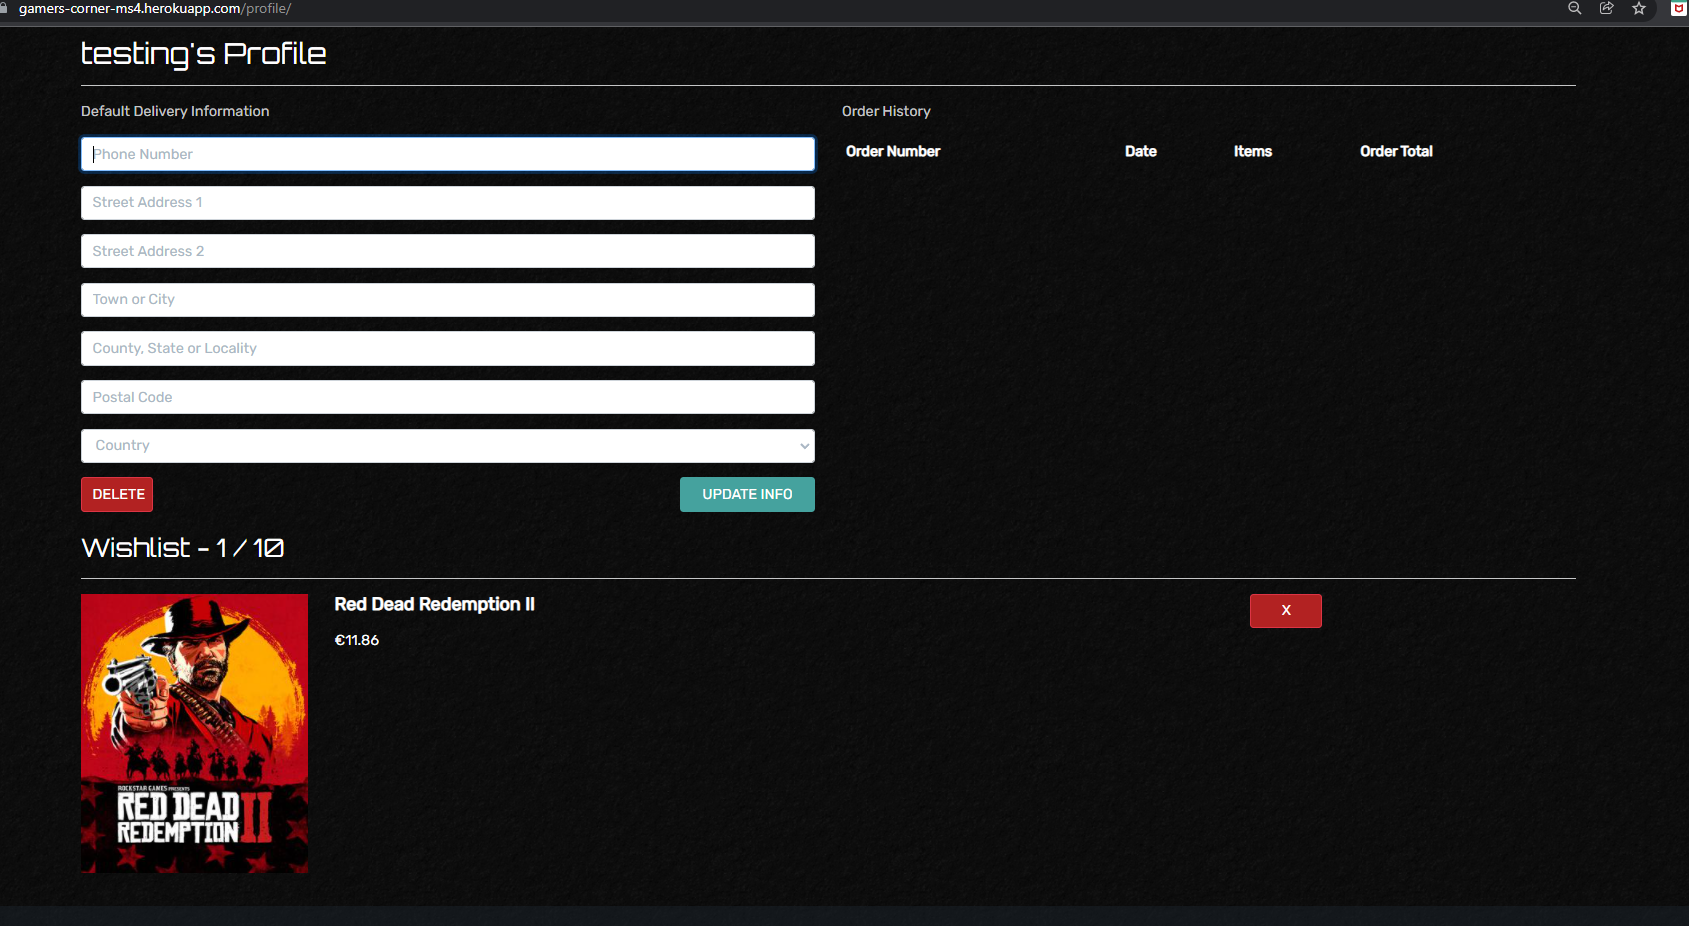 gamers-corner-ms4.herokuapp.com/profile/
testing's Profile
Default Delivery Information
Phone Number
Street Address 1
Street Address 2
Town or City
County, State or Locality
Postal Code
Country
DELETE
UPDATE INFO
Order History
Order Number Date Items Order Total
Wishlist - 1 / 10
ROCKSTAR GAMES PRESENTS
RED DEAD
REDEMPTION II
Red Dead Redemption II
€11.86
X